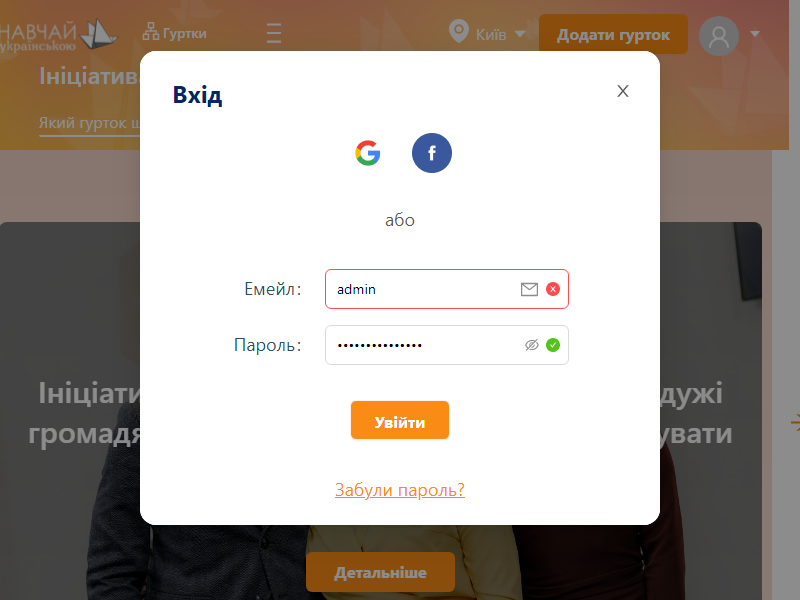 НАВЧАЙ
українською
Гуртки
Київ
Додати гурток
Ініціатив
Який гурток ш
Вхід
або
Емейл:
admin
Пароль:
Увійти
Забули пароль?
Ініціати
дужі
громадя
увати
Детальніше